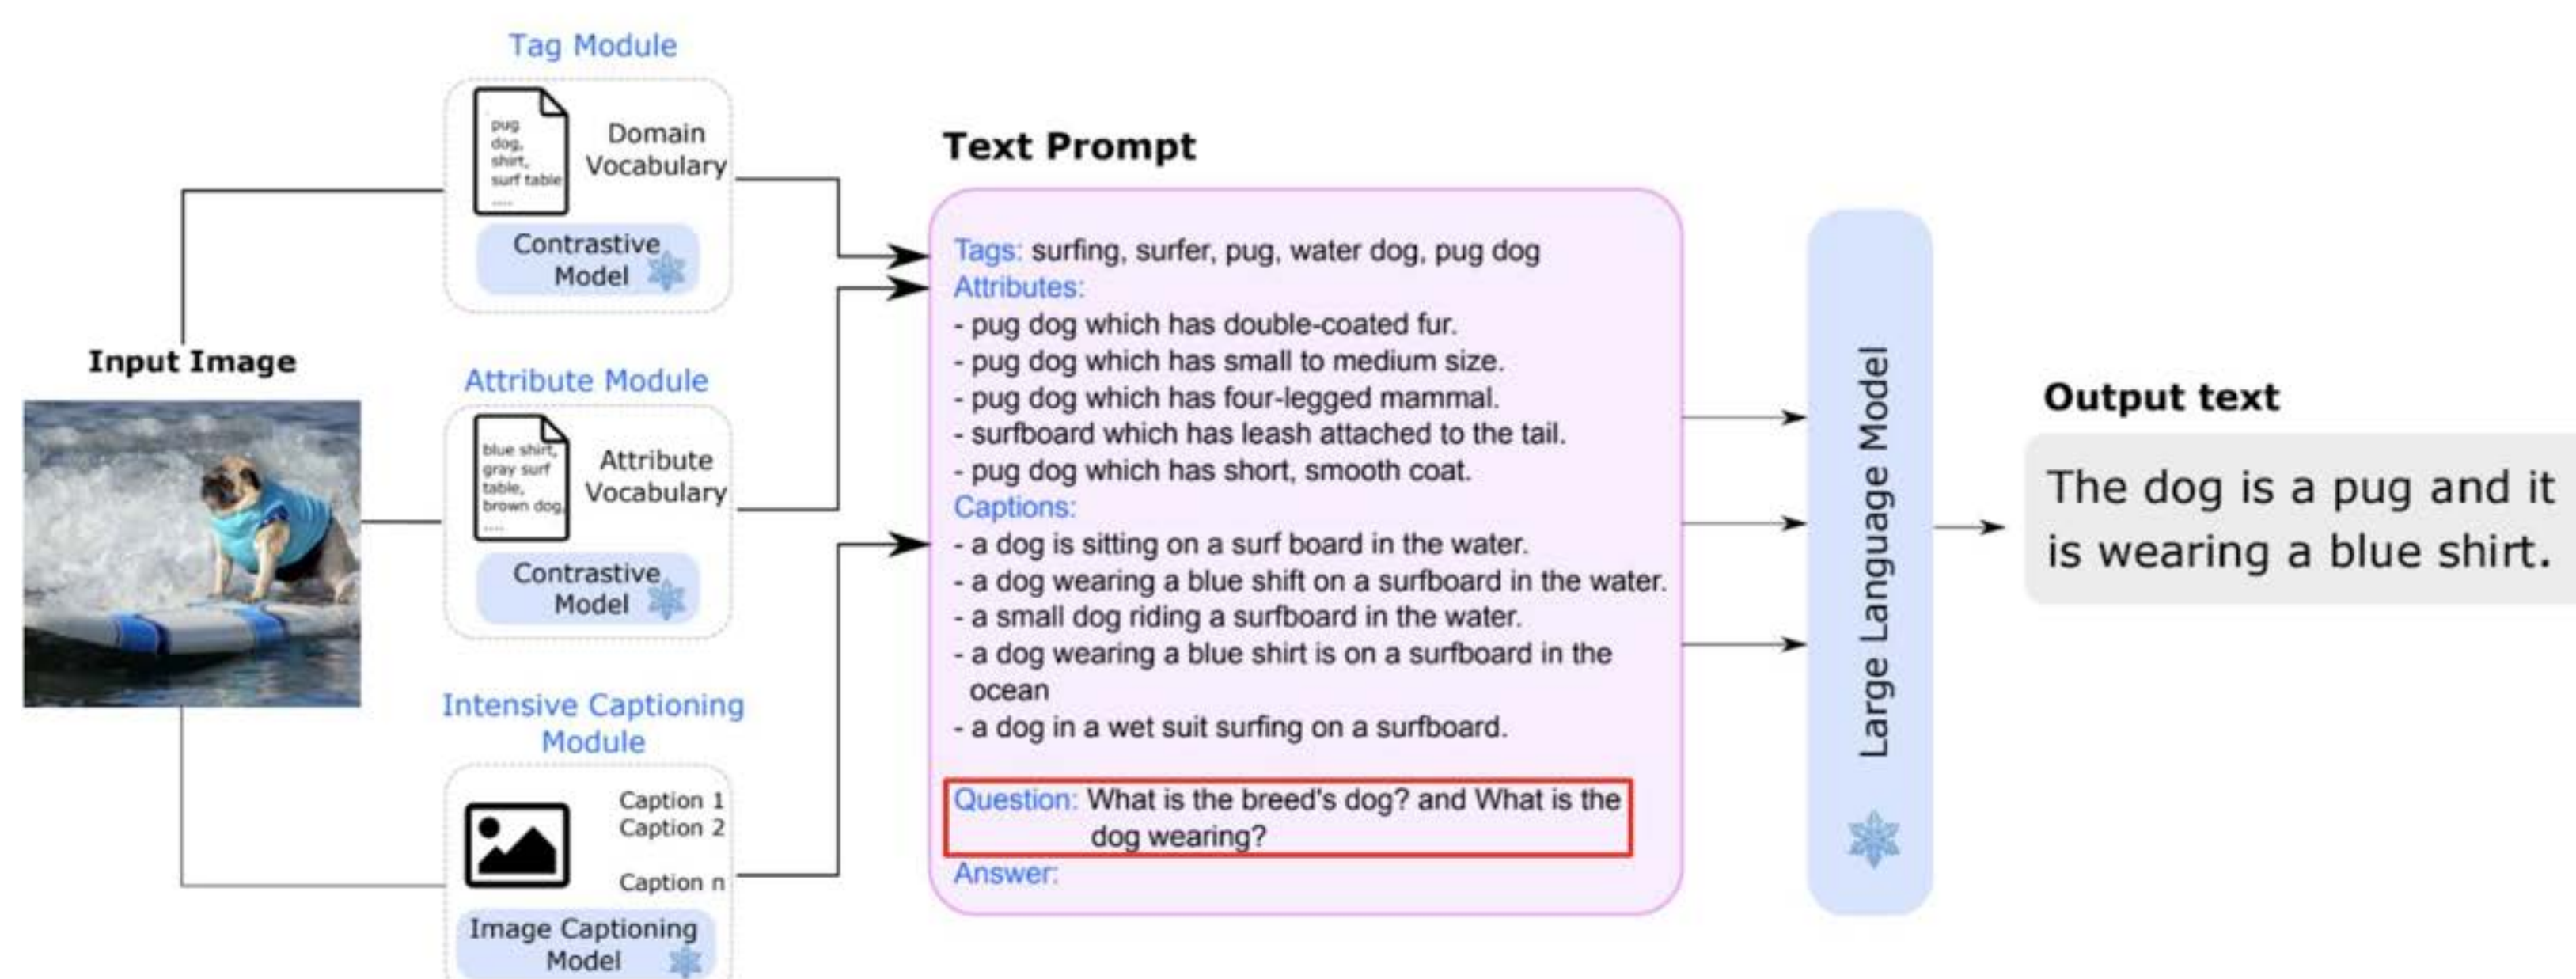 Tag Module
pug
dog,
shirt,
surf table
....
Domain
Vocabulary
Contrastive
Model
Input Image
Attribute Module
blue shirt,
gray surf
table,
brown dog,
....
Attribute
Vocabulary
Contrastive
Model
Intensive Captioning
Module
Caption 1
Caption 2
Caption n
Image Captioning
Model
Text Prompt
Tags: surfing, surfer, pug, water dog, pug dog
Attributes:
- pug dog which has double-coated fur.
- pug dog which has small to medium size.
- pug dog which has four-legged mammal.
- surfboard which has leash attached to the tail.
- pug dog which has short, smooth coat.
Captions:
- a dog is sitting on a surf board in the water.
- a dog wearing a blue shift on a surfboard in the water.
- a small dog riding a surfboard in the water.
- a dog wearing a blue shirt is on a surfboard in the
ocean
- a dog in a wet suit surfing on a surfboard.
Question: What is the breed's dog? and What is the
dog wearing?
Answer:
Large Language Model
Output text
The dog is a pug and it
is wearing a blue shirt.